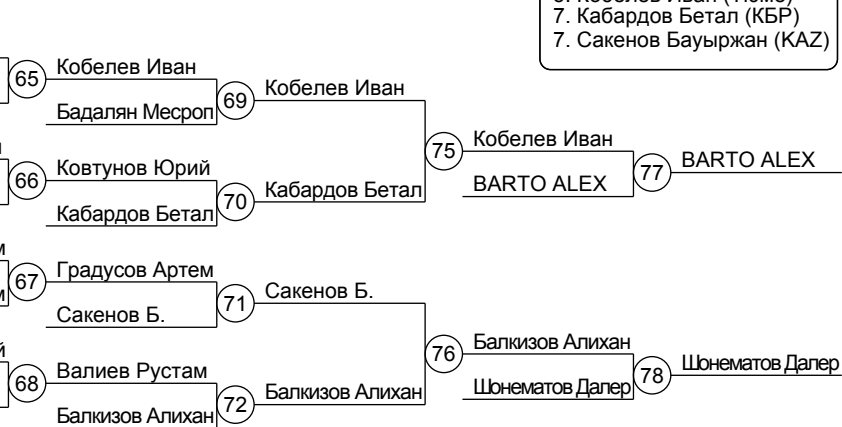 7. Кабардов Бетал (КБР)
7. Сакенов Бауыржан (KAZ)
65
Кобелев Иван
Бадалян Месроп
69
Кобелев Иван
66
Ковтунов Юрий
Кабардов Бетал
70
Кабардов Бетал
75
Кобелев Иван
BARTO ALEX
77
BARTO ALEX
67
Градусов Артем
Сакенов Б.
71
Сакенов Б.
68
Валиев Рустам
Балкизов Алихан
72
Балкизов Алихан
76
Балкизов Алихан
Шонематов Далер
78
Шонематов Далер